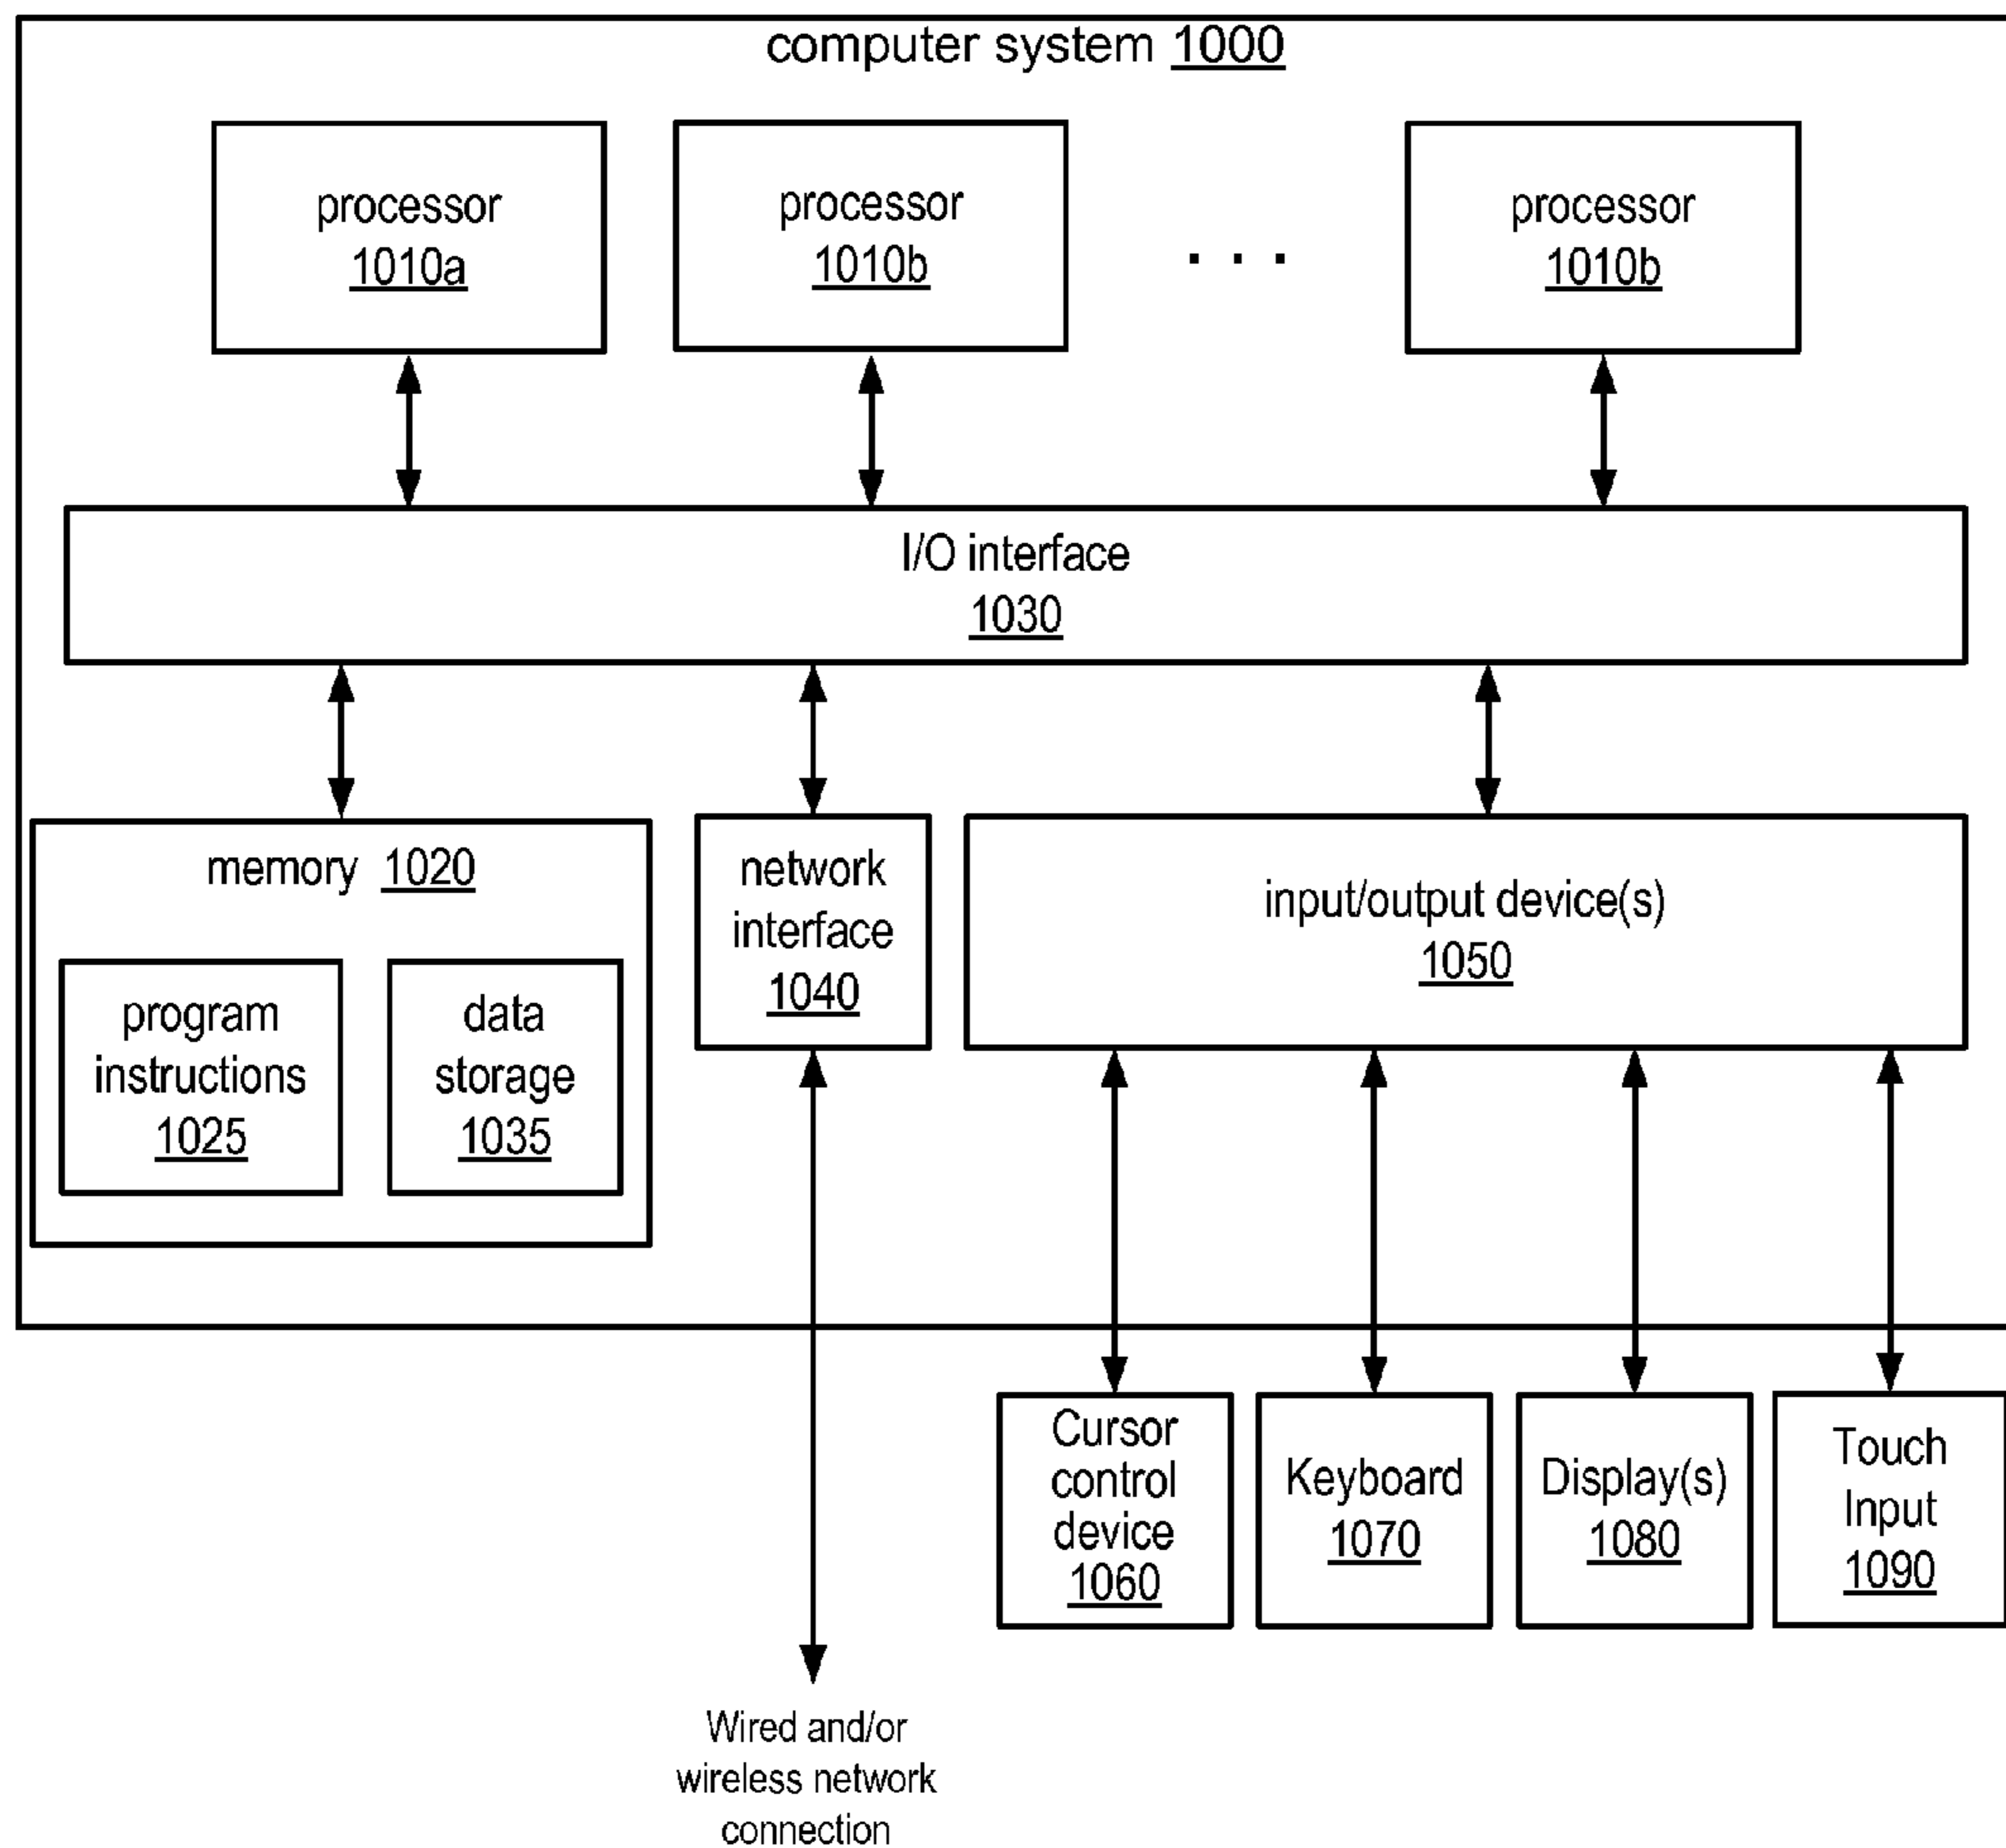 computer system 1000
processor
1010a
processor
1010b
. . .
processor
1010b
I/O interface
1030
memory 1020
program
instructions
1025
data
storage
1035
network
interface
1040
input/output device(s)
1050
Cursor
control
device
1060
Keyboard
1070
Display(s)
1080
Touch
Input
1090
Wired and/or
wireless network
connection